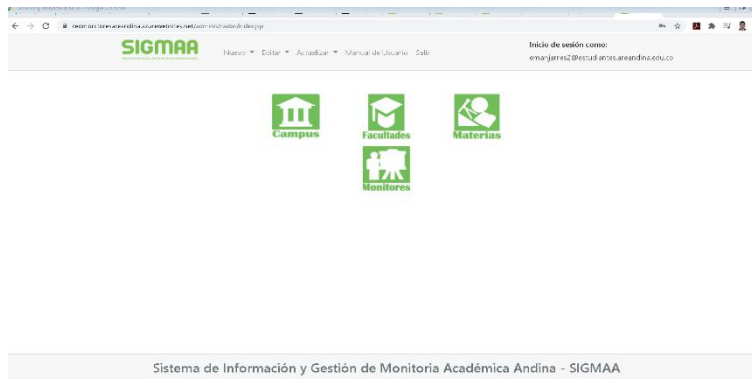 SIGMAA
Nuevo Editar Actualizar Manual de Usuario Salir
Inicio de sesión como:
emanjarres2@estudiantes.areandina.edu.co
Campus
Facultades
Materias
Monitores
Sistema de Información y Gestión de Monitoria Académica Andina - SIGMAA